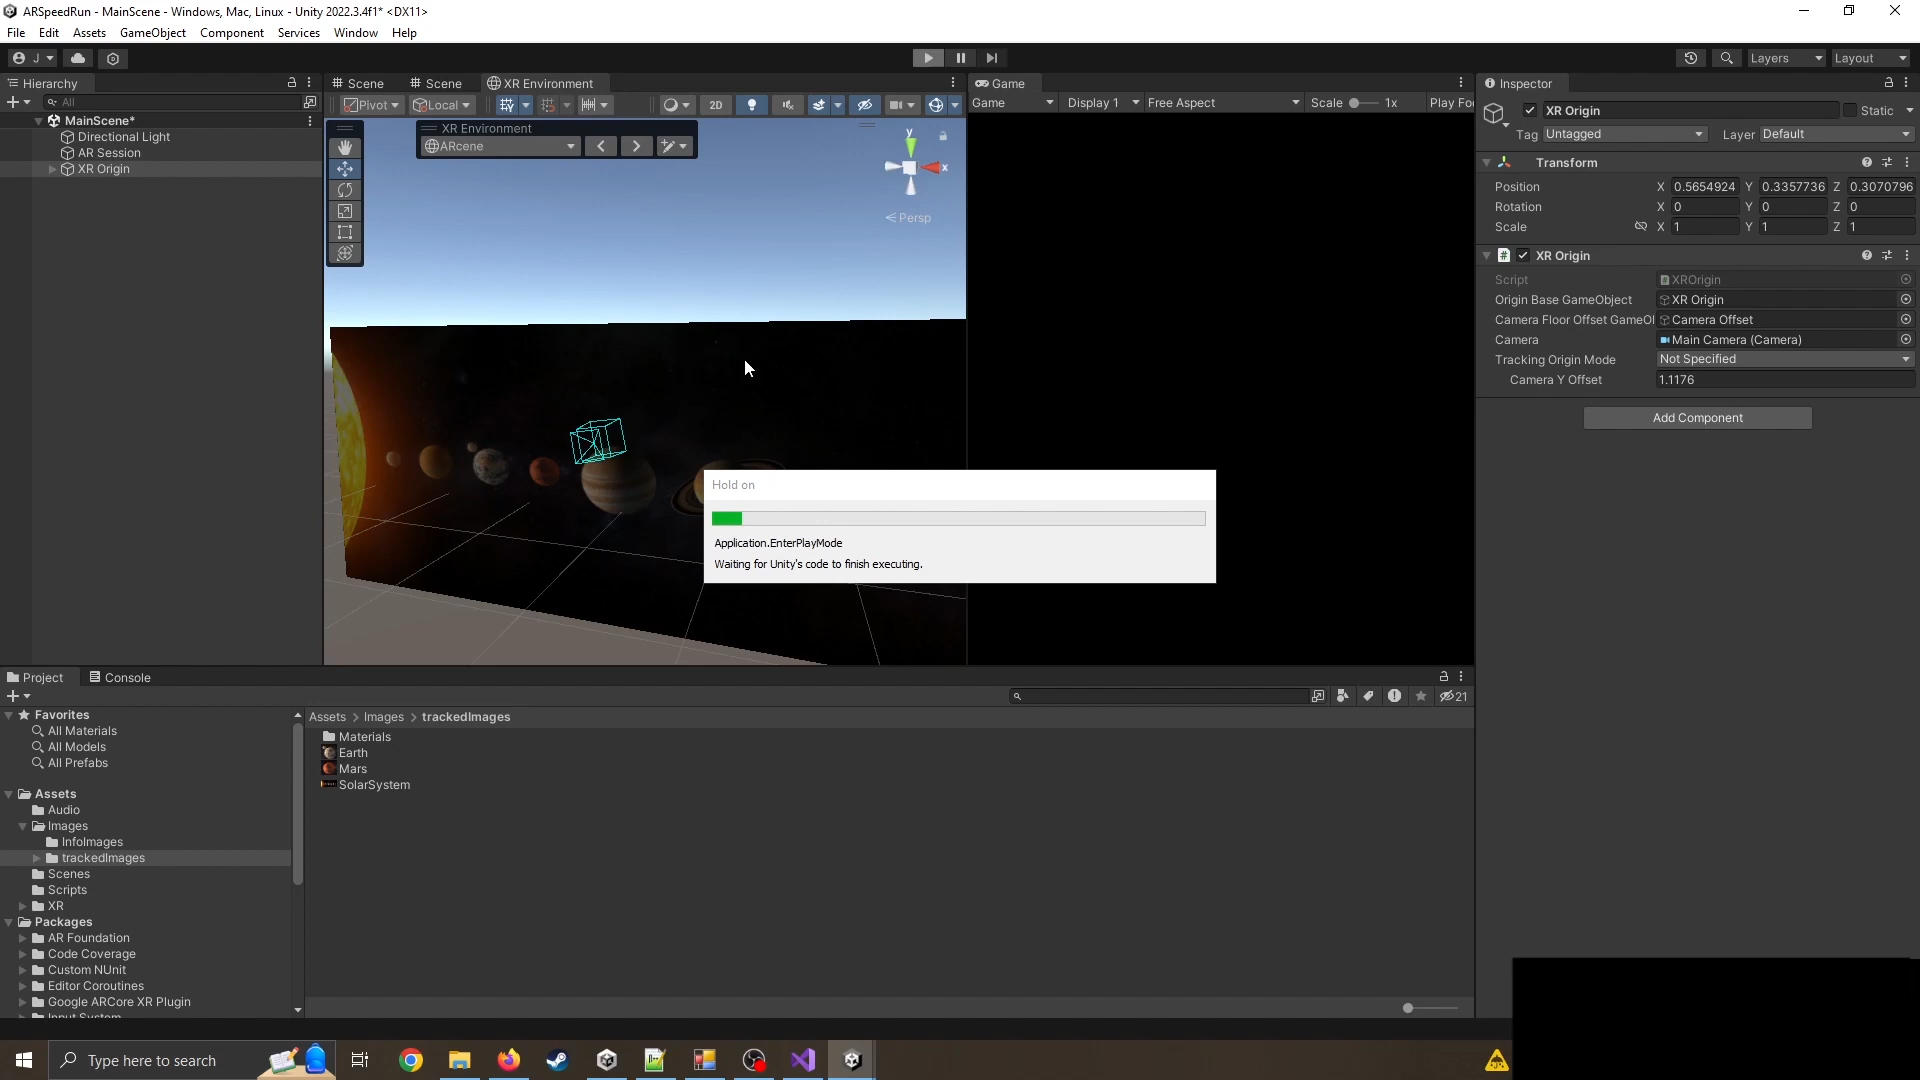 ARSpeedRun - MainScene - Windows, Mac, Linux - Unity 2022.3.4f1* <DX11>
File Edit Assets GameObject Component Services Window Help
J
Layers
Layout
Hierarchy
All
MainScene*
Directional Light
AR Session
XR Origin
Scene
Scene
XR Environment
Pivot
Local
2D
XR Environment
ARcene
y
x
Persp
Game
Game
Display 1
Free Aspect
Scale
1x
Play Fo
Hold on
Application.EnterPlayMode
Waiting for Unity's code to finish executing.
Inspector
XR Origin
Static
Tag Untagged
Layer Default
Transform
Position X 0.5654924 Y 0.3357736 Z 0.3070796
Rotation X 0 Y 0 Z 0
Scale X 1 Y 1 Z 1
XR Origin
Script XROrigin
Origin Base GameObject XR Origin
Camera Floor Offset GameOl Camera Offset
Camera Main Camera (Camera)
Tracking Origin Mode Not Specified
Camera Y Offset 1.1176
Add Component
Project
Console
21
Favorites
All Materials
All Models
All Prefabs
Assets
Audio
Images
InfoImages
trackedImages
Scenes
Scripts
XR
Packages
AR Foundation
Code Coverage
Custom NUnit
Editor Coroutines
Google ARCore XR Plugin
Input System
Assets > Images > trackedImages
Materials
Earth
Mars
SolarSystem
Type here to search